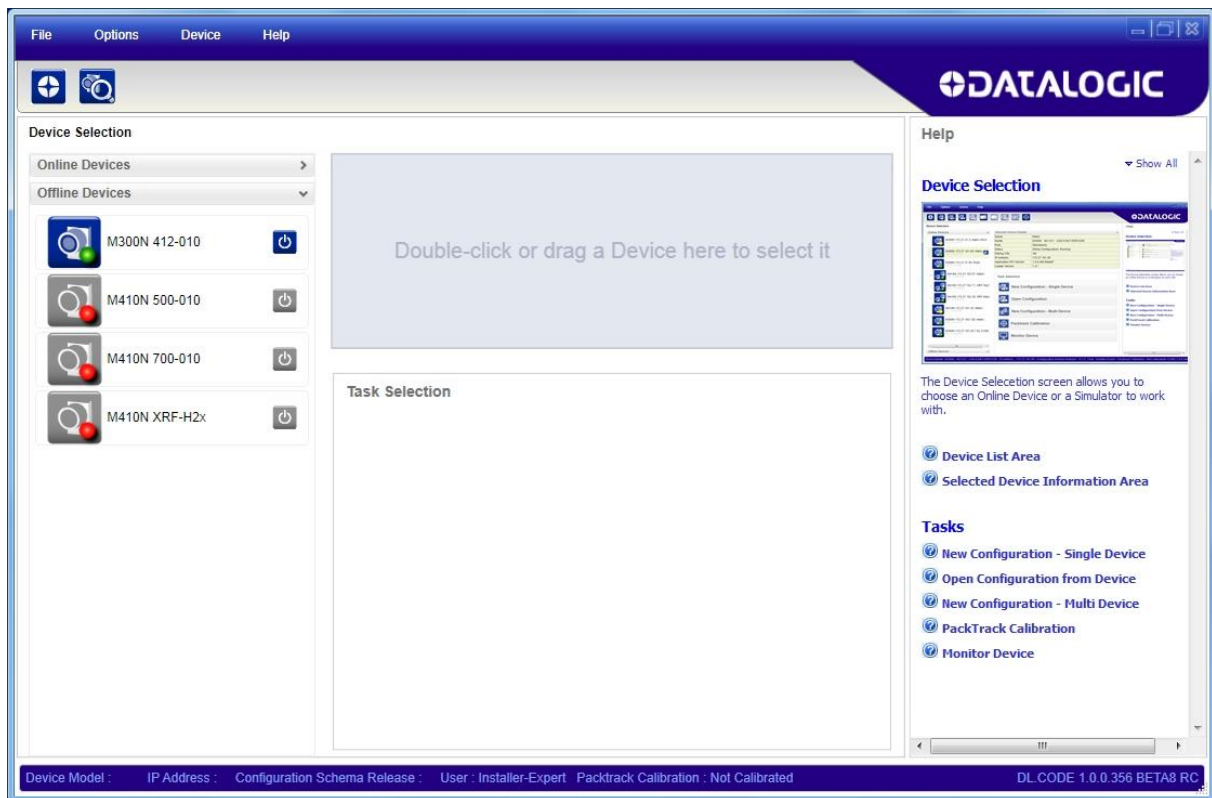 File Options Device Help
DATALOGIC
Device Selection
Online Devices
Offline Devices
M300N 412-010
M410N 500-010
M410N 700-010
M410N XRF-H2x
Double-click or drag a Device here to select it
Task Selection
Help
Show All
Device Selection
The Device Selecetion screen allows you to
choose an Online Device or a Simulator to work
with.
Device List Area
Selected Device Information Area
Tasks
New Configuration - Single Device
Open Configuration from Device
New Configuration - Multi Device
PackTrack Calibration
Monitor Device
Device Model : IP Address : Configuration Schema Release : User : Installer-Expert Packtrack Calibration : Not Calibrated DL.CODE 1.0.0.356 BETA8 RC